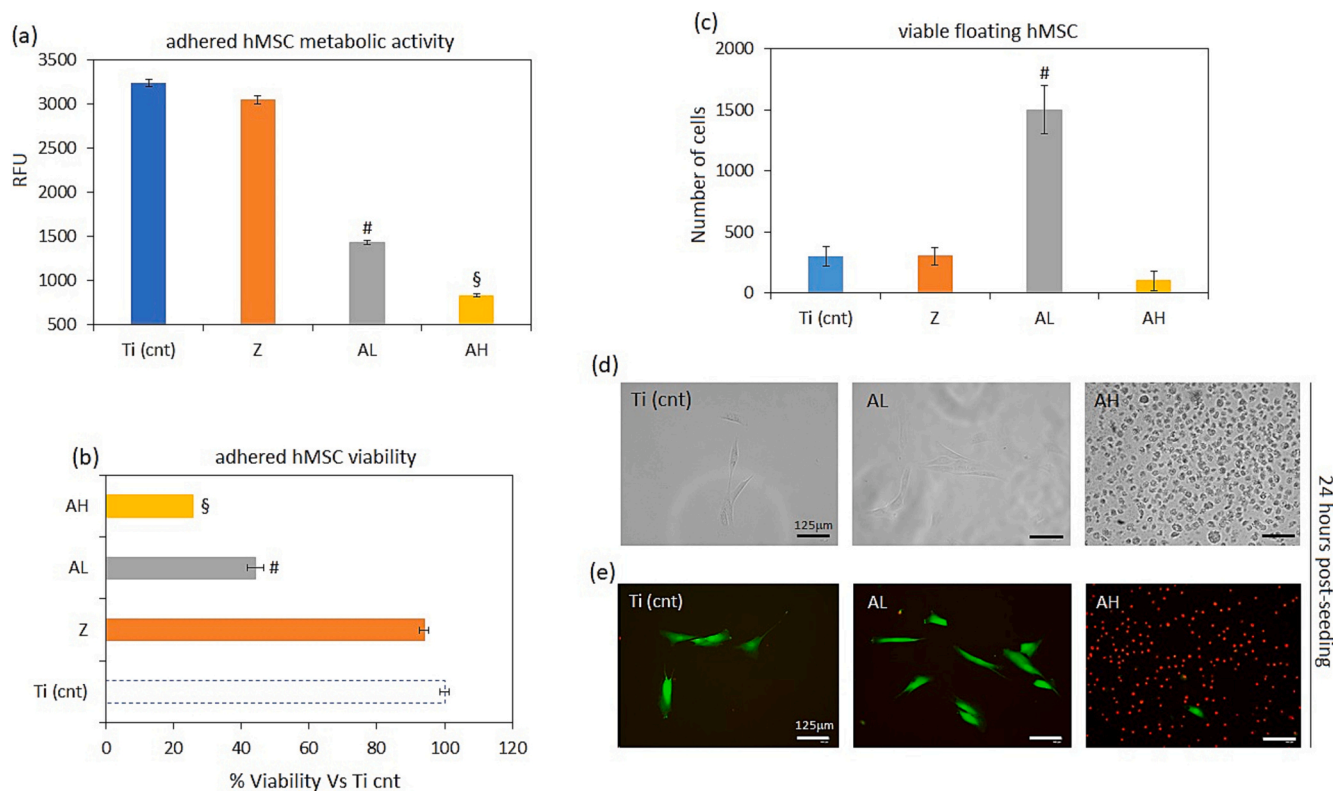 (a)
adhered hMSC metabolic activity
3500
3000
2500
2000
1500
1000
500
RFU
#
§
Ti (cnt)
Z
AL
AH
(b)
adhered hMSC viability
AH
§
AL
#
Z
Ti (cnt)
0
20
40
60
80
100
120
% Viability Vs Ti cnt
(c)
viable floating hMSC
2000
1500
1000
500
0
Number of cells
#
Ti (cnt)
Z
AL
AH
(d)
Ti (cnt)
125μm
AL
AH
(e)
Ti (cnt)
125μm
AL
AH
24 hours post-seeding